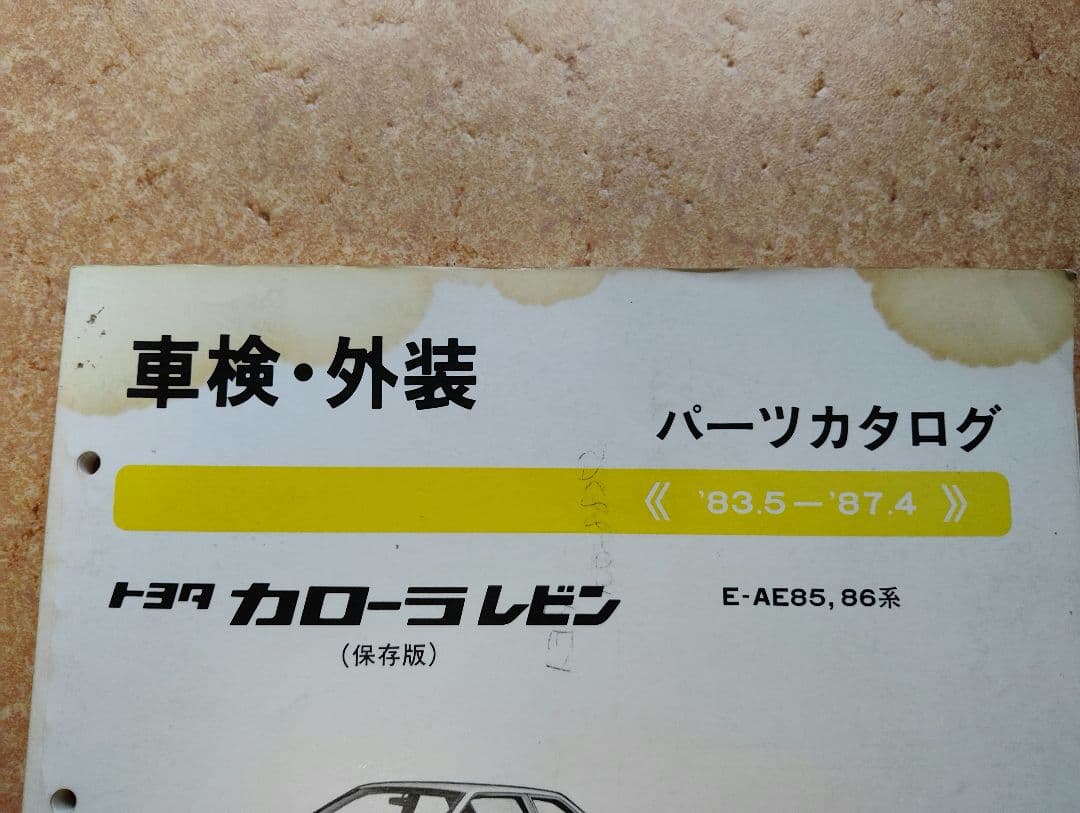 車検・外装
パーツカタログ
《 '83.5－'87.4 》
トヨタ カローラ レビン
E-AE85, 86系
(保存版)